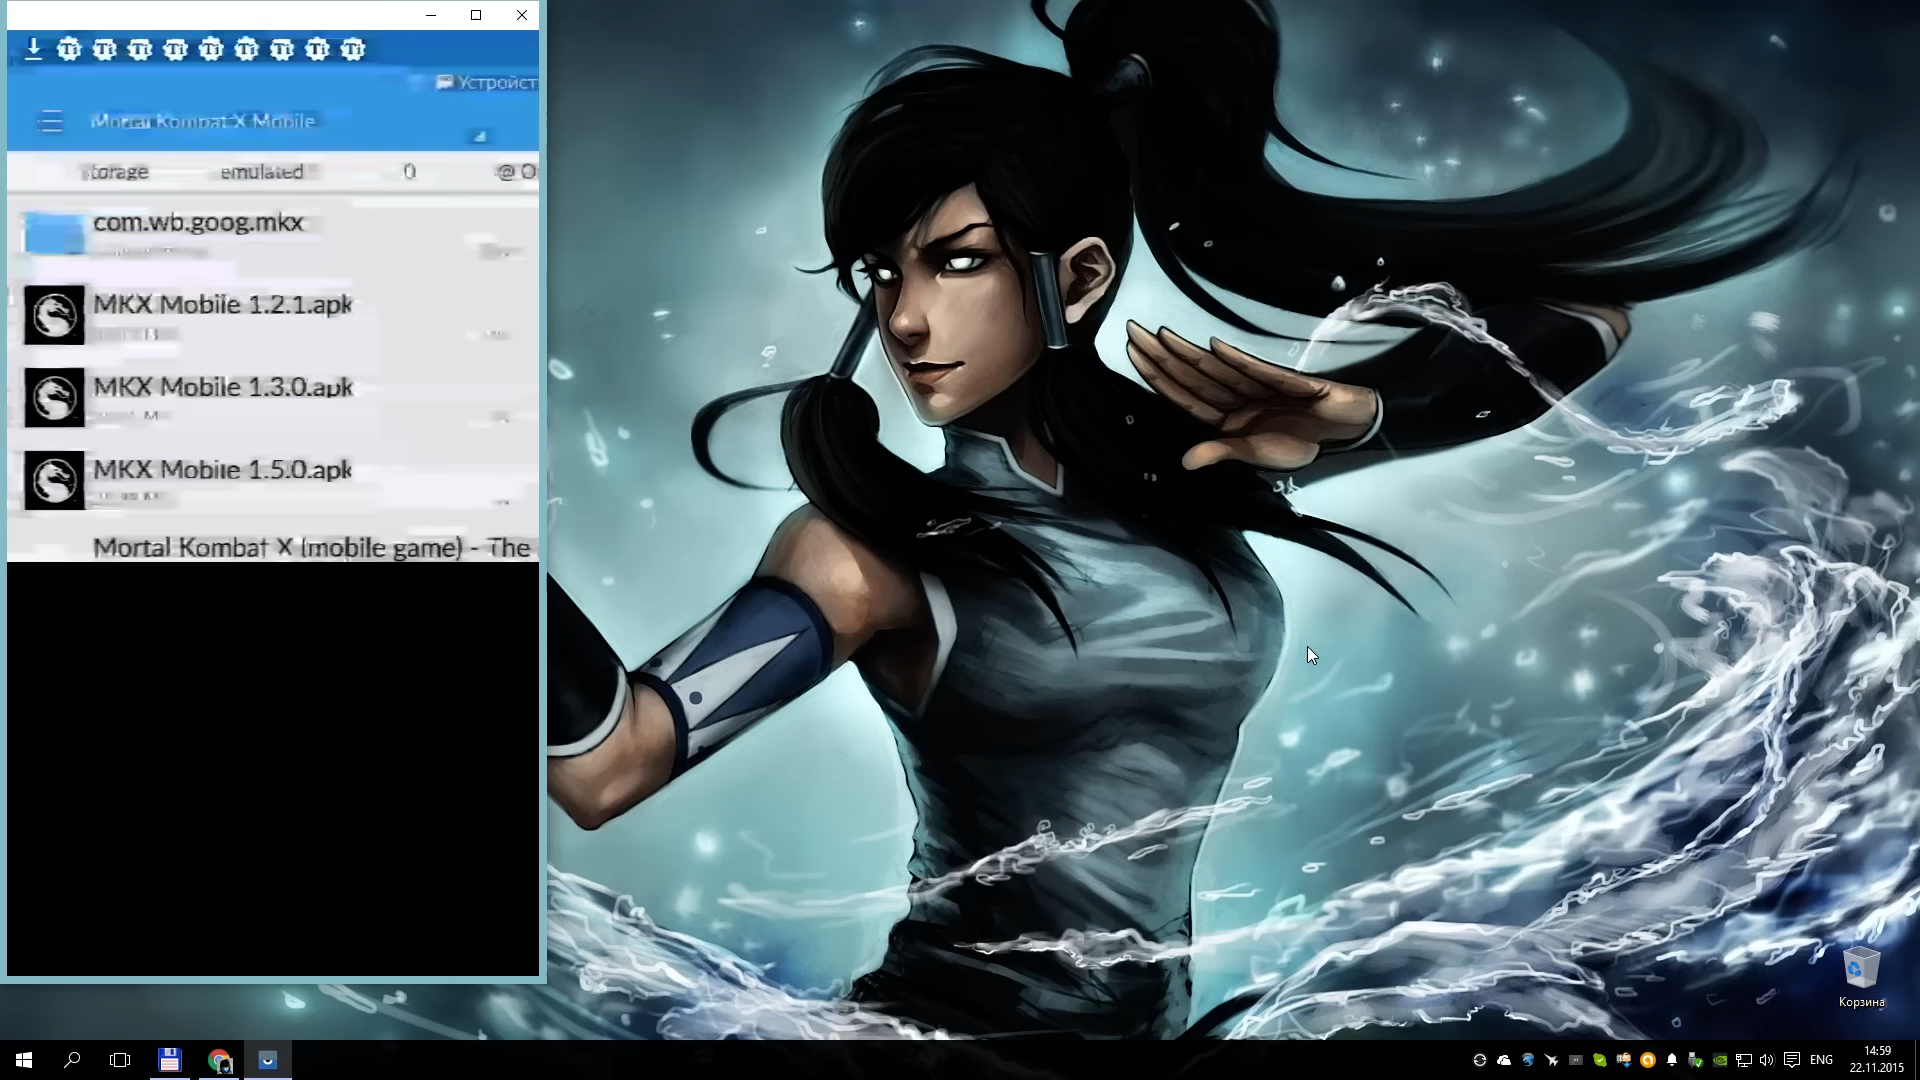 Устройст
Mortal Kombat X Mobile
storage emulated 0 @
com.wb.goog.mkx
MKX Mobile 1.2.1.apk
MKX Mobile 1.3.0.apk
MKX Mobile 1.5.0.apk
Mortal Kombat X (mobile game) - The
Корзина
ENG
14:59
22.11.2015